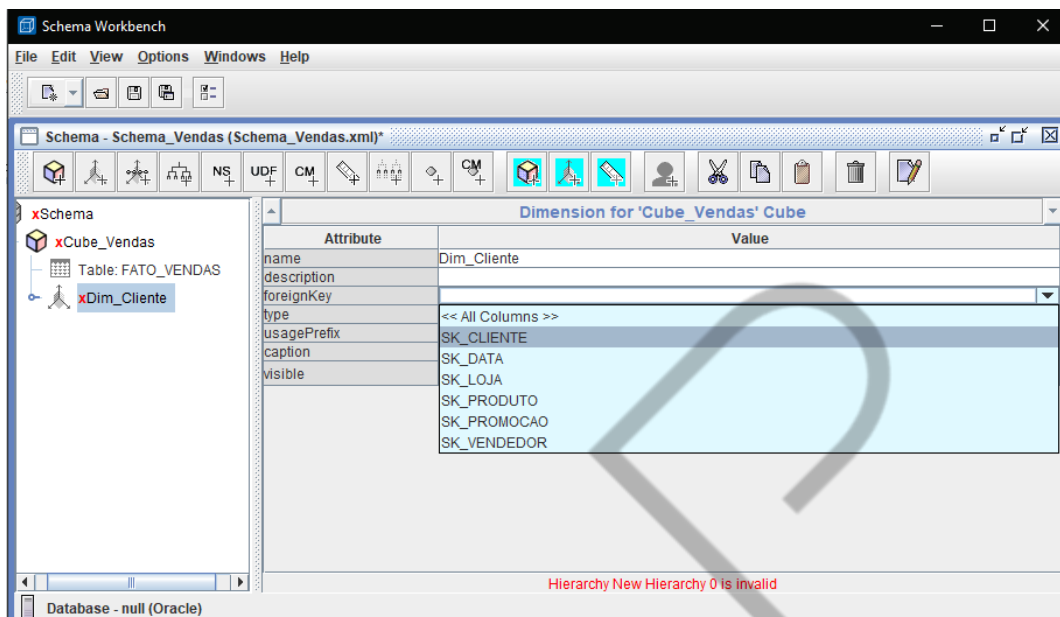 Schema Workbench
File Edit View Options Windows Help
Schema - Schema_Vendas (Schema_Vendas.xml)*
NS UDF CM CM
xSchema
xCube_Vendas
Table: FATO_VENDAS
xDim_Cliente
Dimension for 'Cube_Vendas' Cube
Attribute Value
name Dim_Cliente
description
foreignKey
type
usagePrefix
caption
visible
<< All Columns >>
SK_CLIENTE
SK_DATA
SK_LOJA
SK_PRODUTO
SK_PROMOCAO
SK_VENDEDOR
Hierarchy New Hierarchy 0 is invalid
Database - null (Oracle)